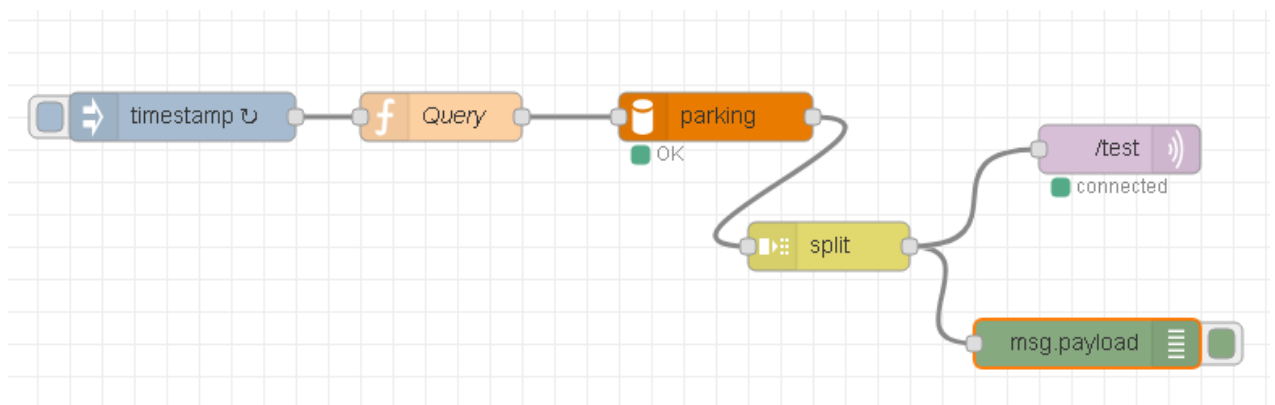 timestamp ↻
Query
parking
OK
/test
connected
split
msg.payload